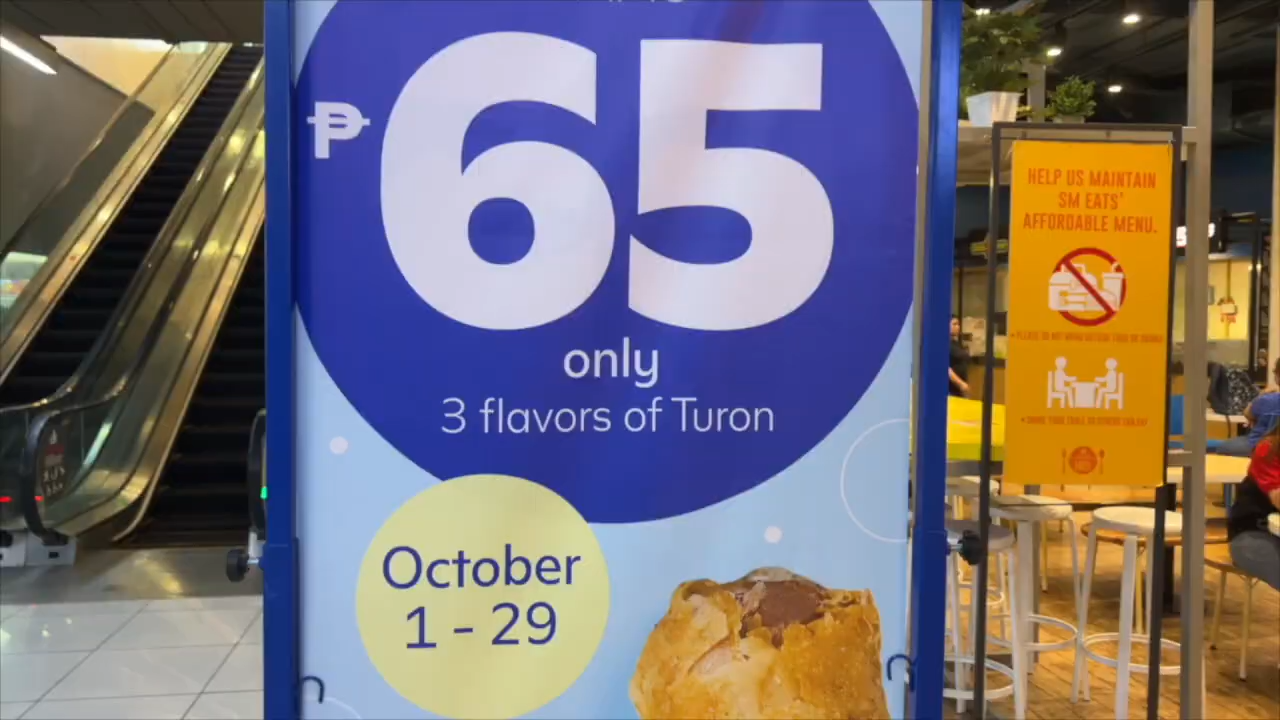 ₱65
only
3 flavors of Turon
October
1 - 29
HELP US MAINTAIN
SM EATS'
AFFORDABLE MENU.